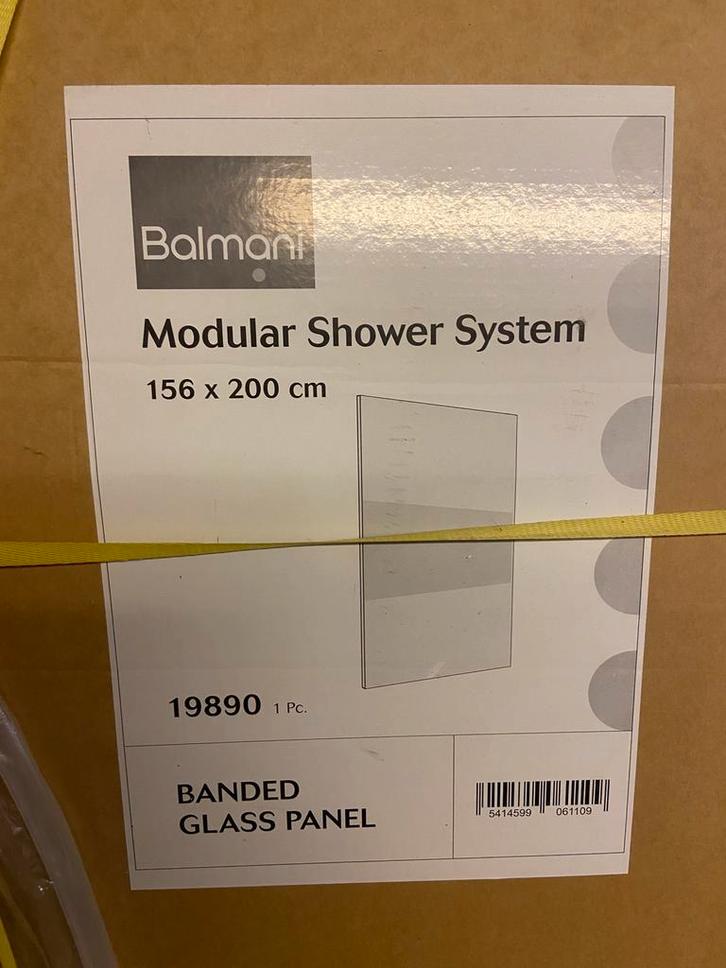 Balmani
Modular Shower System
156 x 200 cm
19890 1 Pc.
BANDED
GLASS PANEL
5414599 061109